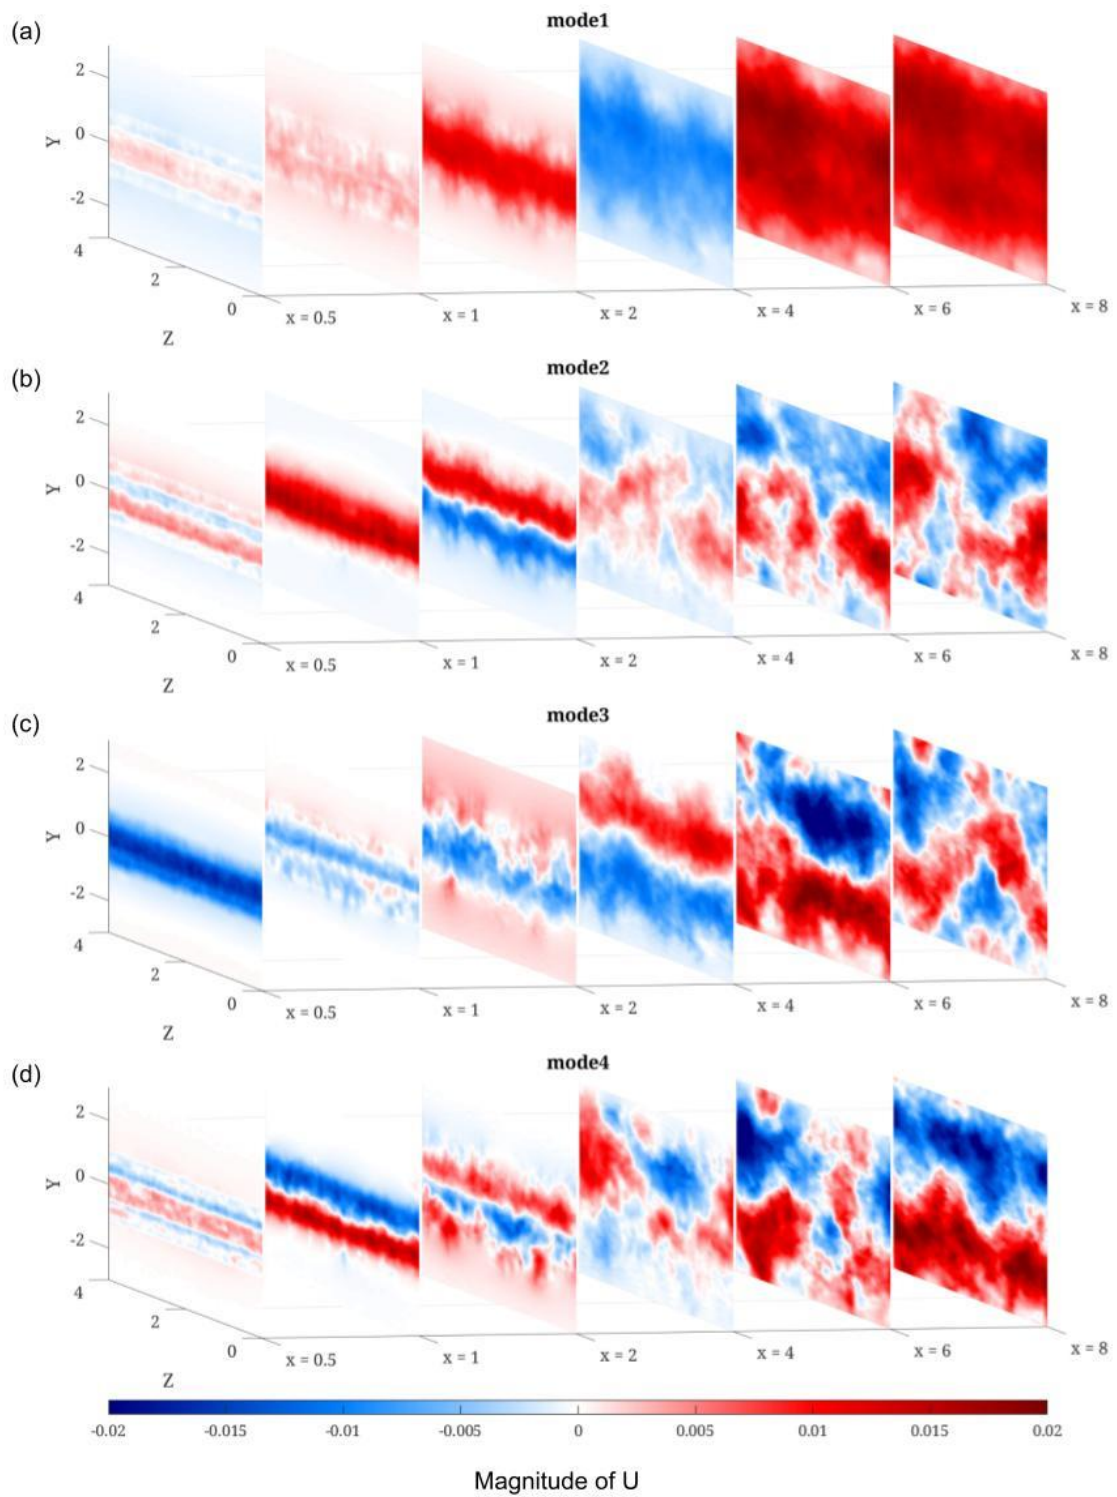 (a)
mode1
2
0
-2
4
Y
2
0
Z
x = 0.5
x = 1
x = 2
x = 4
x = 6
x = 8
(b)
mode2
2
0
-2
4
Y
2
0
Z
x = 0.5
x = 1
x = 2
x = 4
x = 6
x = 8
(c)
mode3
2
0
-2
4
Y
2
0
Z
x = 0.5
x = 1
x = 2
x = 4
x = 6
x = 8
(d)
mode4
2
0
-2
4
Y
2
0
Z
x = 0.5
x = 1
x = 2
x = 4
x = 6
x = 8
-0.02 -0.015 -0.01 -0.005 0 0.005 0.01 0.015 0.02
Magnitude of U